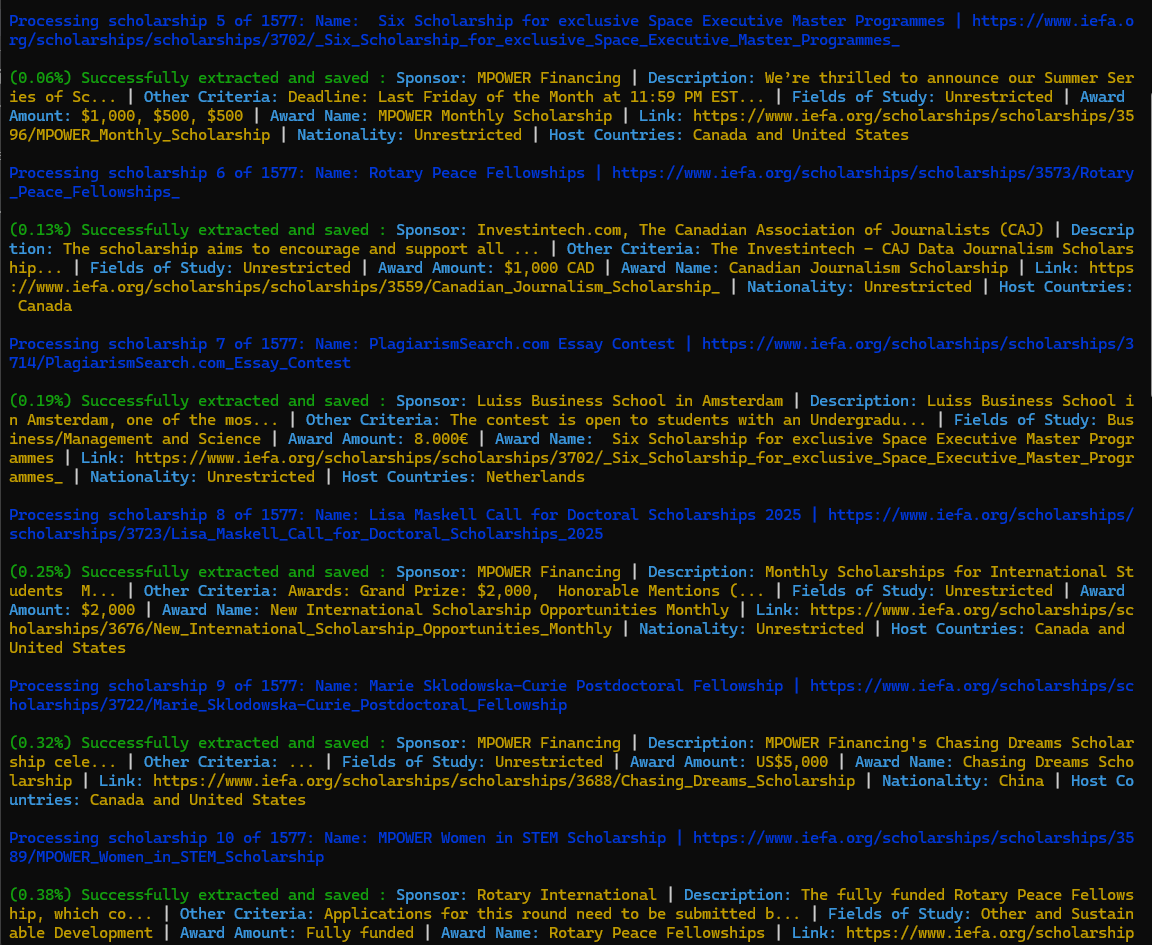 Processing scholarship 5 of 1577: Name:  Six Scholarship for exclusive Space Executive Master Programmes | https://www.iefa.o
rg/scholarships/scholarships/3702/_Six_Scholarship_for_exclusive_Space_Executive_Master_Programmes_
(0.06%) Successfully extracted and saved : Sponsor: MPOWER Financing | Description: We're thrilled to announce our Summer Ser
ies of Sc... | Other Criteria: Deadline: Last Friday of the Month at 11:59 PM EST... | Fields of Study: Unrestricted | Award
Amount: $1,000, $500, $500 | Award Name: MPOWER Monthly Scholarship | Link: https://www.iefa.org/scholarships/scholarships/35
96/MPOWER_Monthly_Scholarship | Nationality: Unrestricted | Host Countries: Canada and United States
Processing scholarship 6 of 1577: Name: Rotary Peace Fellowships | https://www.iefa.org/scholarships/scholarships/3573/Rotary
_Peace_Fellowships_
(0.13%) Successfully extracted and saved : Sponsor: Investintech.com, The Canadian Association of Journalists (CAJ) | Descrip
tion: The scholarship aims to encourage and support all ... | Other Criteria: The Investintech - CAJ Data Journalism Scholars
hip... | Fields of Study: Unrestricted | Award Amount: $1,000 CAD | Award Name: Canadian Journalism Scholarship | Link: https
://www.iefa.org/scholarships/scholarships/3559/Canadian_Journalism_Scholarship_ | Nationality: Unrestricted | Host Countries:
Canada
Processing scholarship 7 of 1577: Name: PlagiarismSearch.com Essay Contest | https://www.iefa.org/scholarships/scholarships/3
714/PlagiarismSearch.com_Essay_Contest
(0.19%) Successfully extracted and saved : Sponsor: Luiss Business School in Amsterdam | Description: Luiss Business School i
n Amsterdam, one of the mos... | Other Criteria: The contest is open to students with an Undergradu... | Fields of Study: Bus
iness/Management and Science | Award Amount: 8.000€ | Award Name:  Six Scholarship for exclusive Space Executive Master Progr
ammes | Link: https://www.iefa.org/scholarships/scholarships/3702/_Six_Scholarship_for_exclusive_Space_Executive_Master_Progr
ammes_ | Nationality: Unrestricted | Host Countries: Netherlands
Processing scholarship 8 of 1577: Name: Lisa Maskell Call for Doctoral Scholarships 2025 | https://www.iefa.org/scholarships/
scholarships/3723/Lisa_Maskell_Call_for_Doctoral_Scholarships_2025
(0.25%) Successfully extracted and saved : Sponsor: MPOWER Financing | Description: Monthly Scholarships for International St
udents  M... | Other Criteria: Awards: Grand Prize: $2,000,  Honorable Mentions (... | Fields of Study: Unrestricted | Award
Amount: $2,000 | Award Name: New International Scholarship Opportunities Monthly | Link: https://www.iefa.org/scholarships/sc
holarships/3676/New_International_Scholarship_Opportunities_Monthly | Nationality: Unrestricted | Host Countries: Canada and
United States
Processing scholarship 9 of 1577: Name: Marie Sklodowska-Curie Postdoctoral Fellowship | https://www.iefa.org/scholarships/sc
holarships/3722/Marie_Sklodowska-Curie_Postdoctoral_Fellowship
(0.32%) Successfully extracted and saved : Sponsor: MPOWER Financing | Description: MPOWER Financing's Chasing Dreams Scholar
ship cele... | Other Criteria: ... | Fields of Study: Unrestricted | Award Amount: US$5,000 | Award Name: Chasing Dreams Scho
larship | Link: https://www.iefa.org/scholarships/scholarships/3688/Chasing_Dreams_Scholarship | Nationality: China | Host Co
untries: Canada and United States
Processing scholarship 10 of 1577: Name: MPOWER Women in STEM Scholarship | https://www.iefa.org/scholarships/scholarships/35
89/MPOWER_Women_in_STEM_Scholarship
(0.38%) Successfully extracted and saved : Sponsor: Rotary International | Description: The fully funded Rotary Peace Fellows
hip, which co... | Other Criteria: Applications for this round need to be submitted b... | Fields of Study: Other and Sustain
able Development | Award Amount: Fully funded | Award Name: Rotary Peace Fellowships | Link: https://www.iefa.org/scholarship